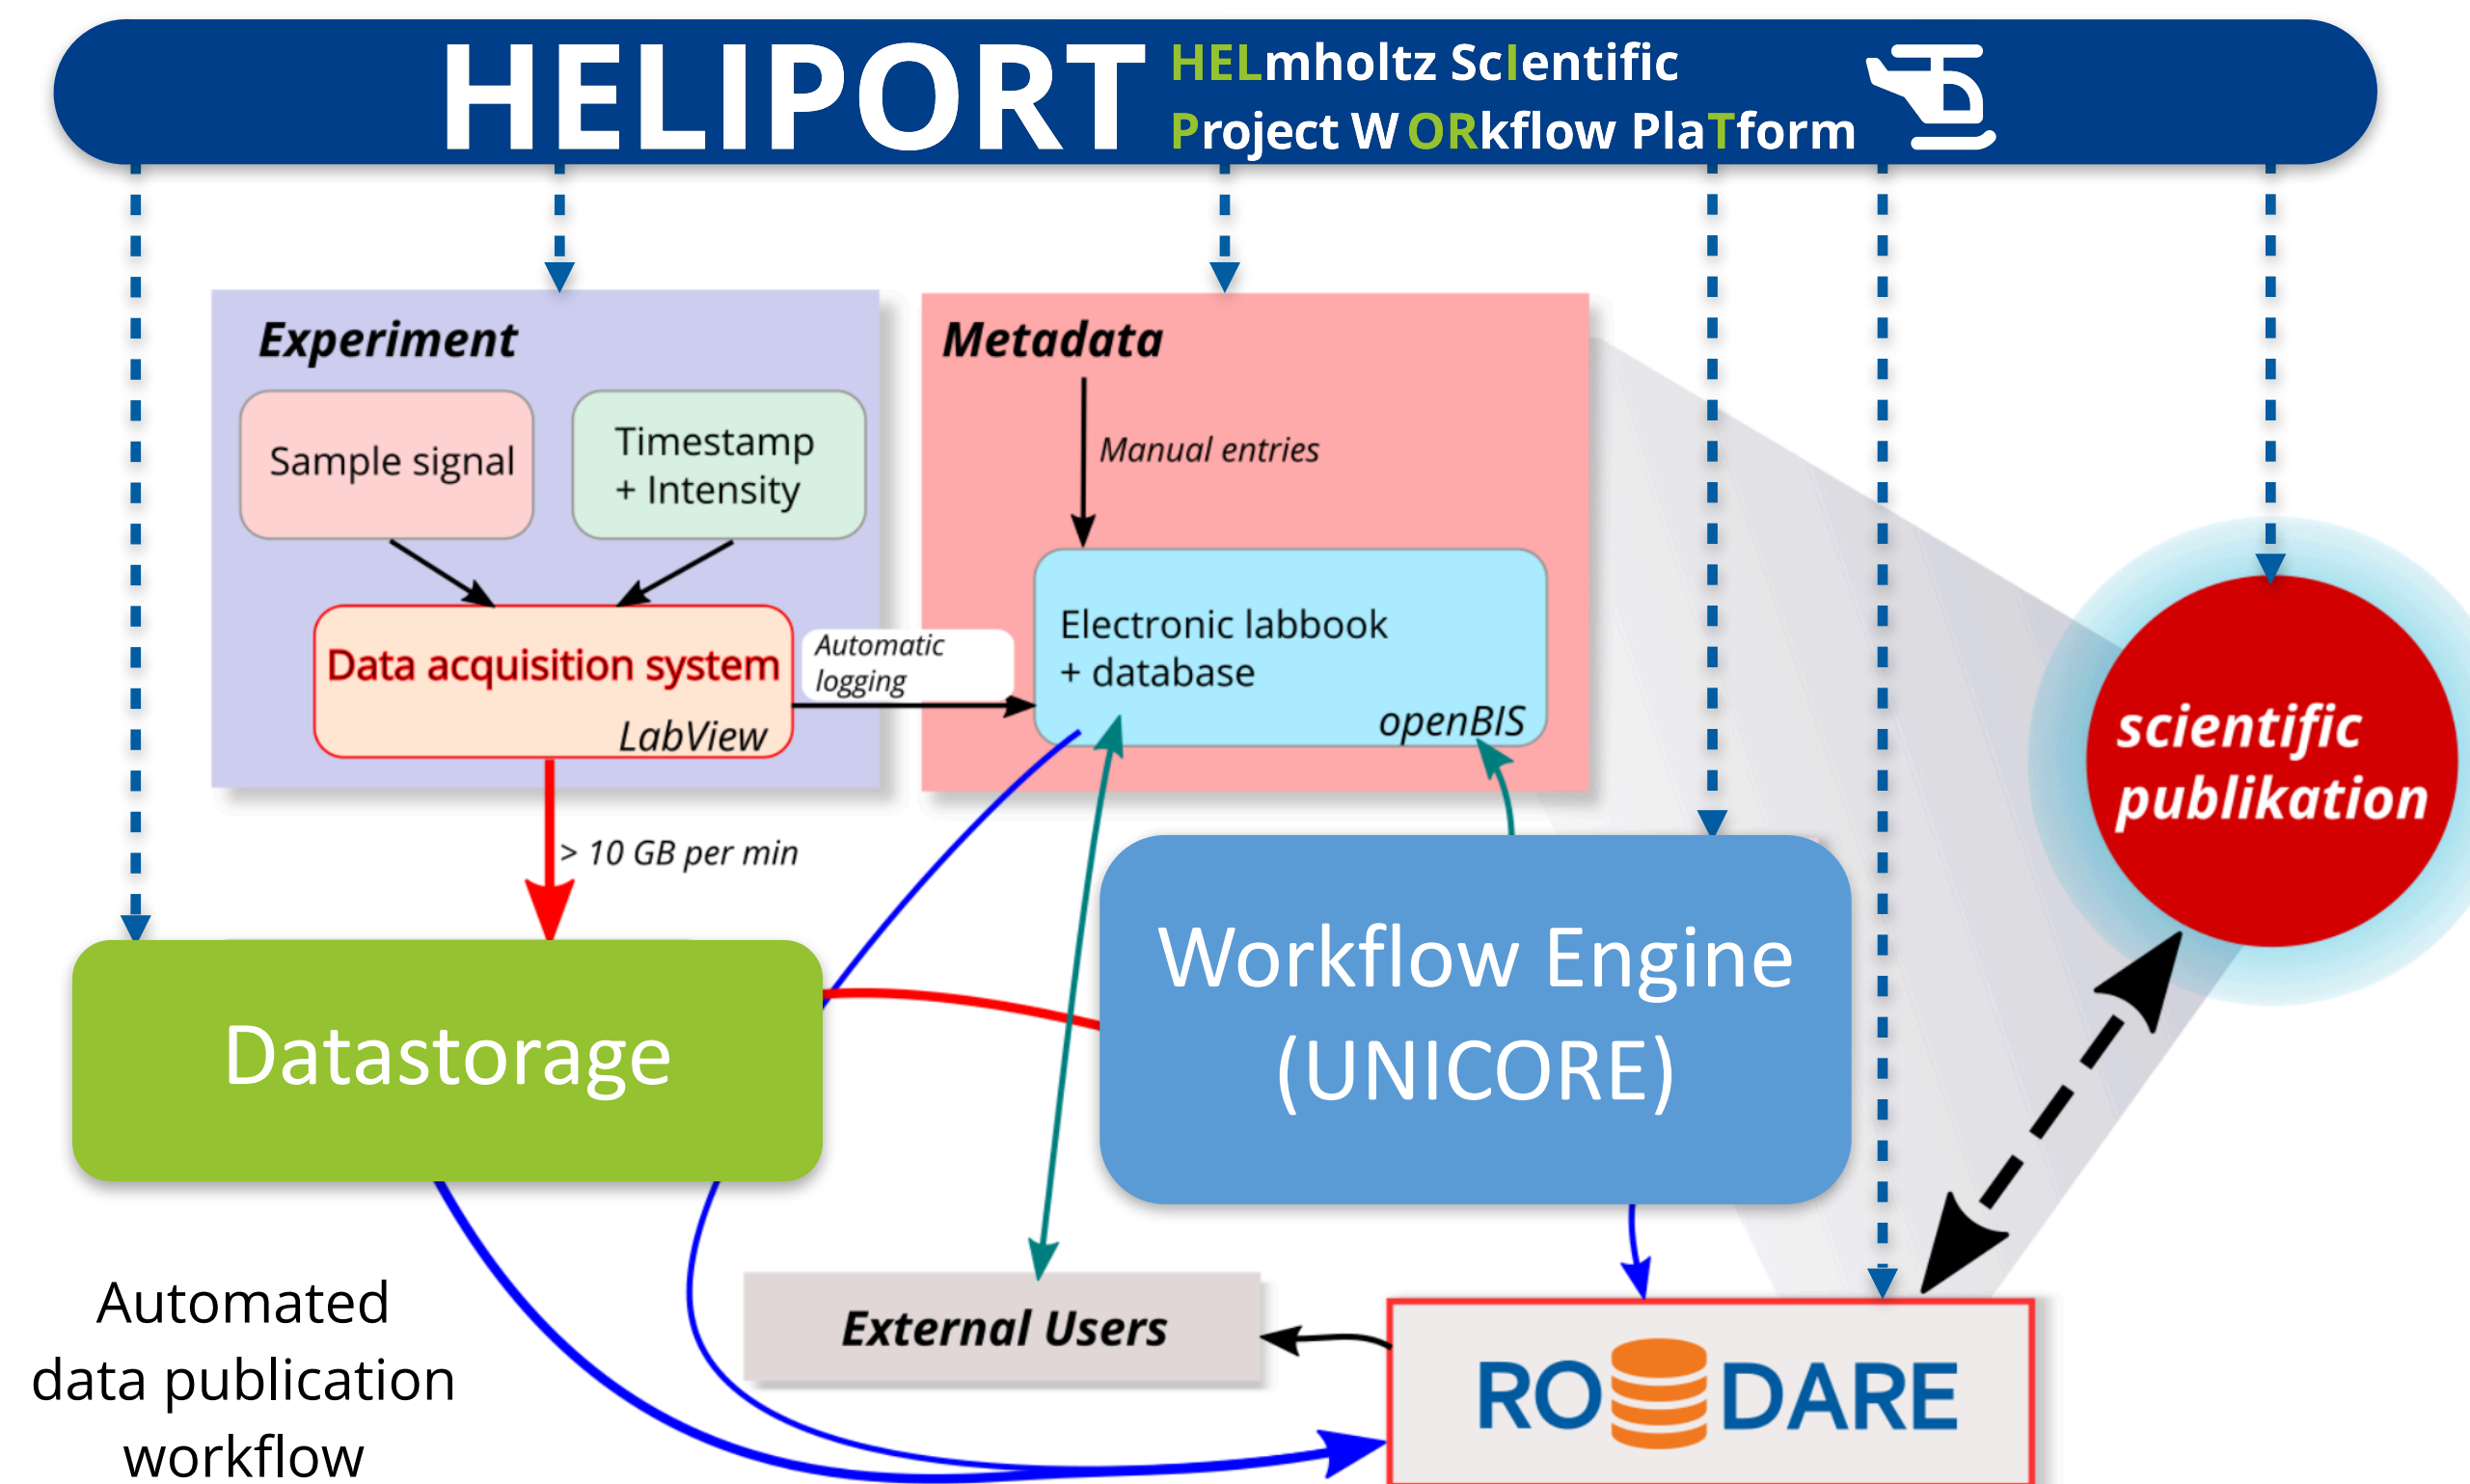 HELIPORT
HELmholtz ScIentific
Project WORkflow PlaTform
Experiment
Sample signal
Timestamp
+ Intensity
Data acquisition system
LabView
Automatic
logging
Metadata
Manual entries
Electronic labbook
+ database
openBIS
scientific
publikation
> 10 GB per min
Datastorage
Workflow Engine
(UNICORE)
External Users
RODARE
Automated
data publication
workflow